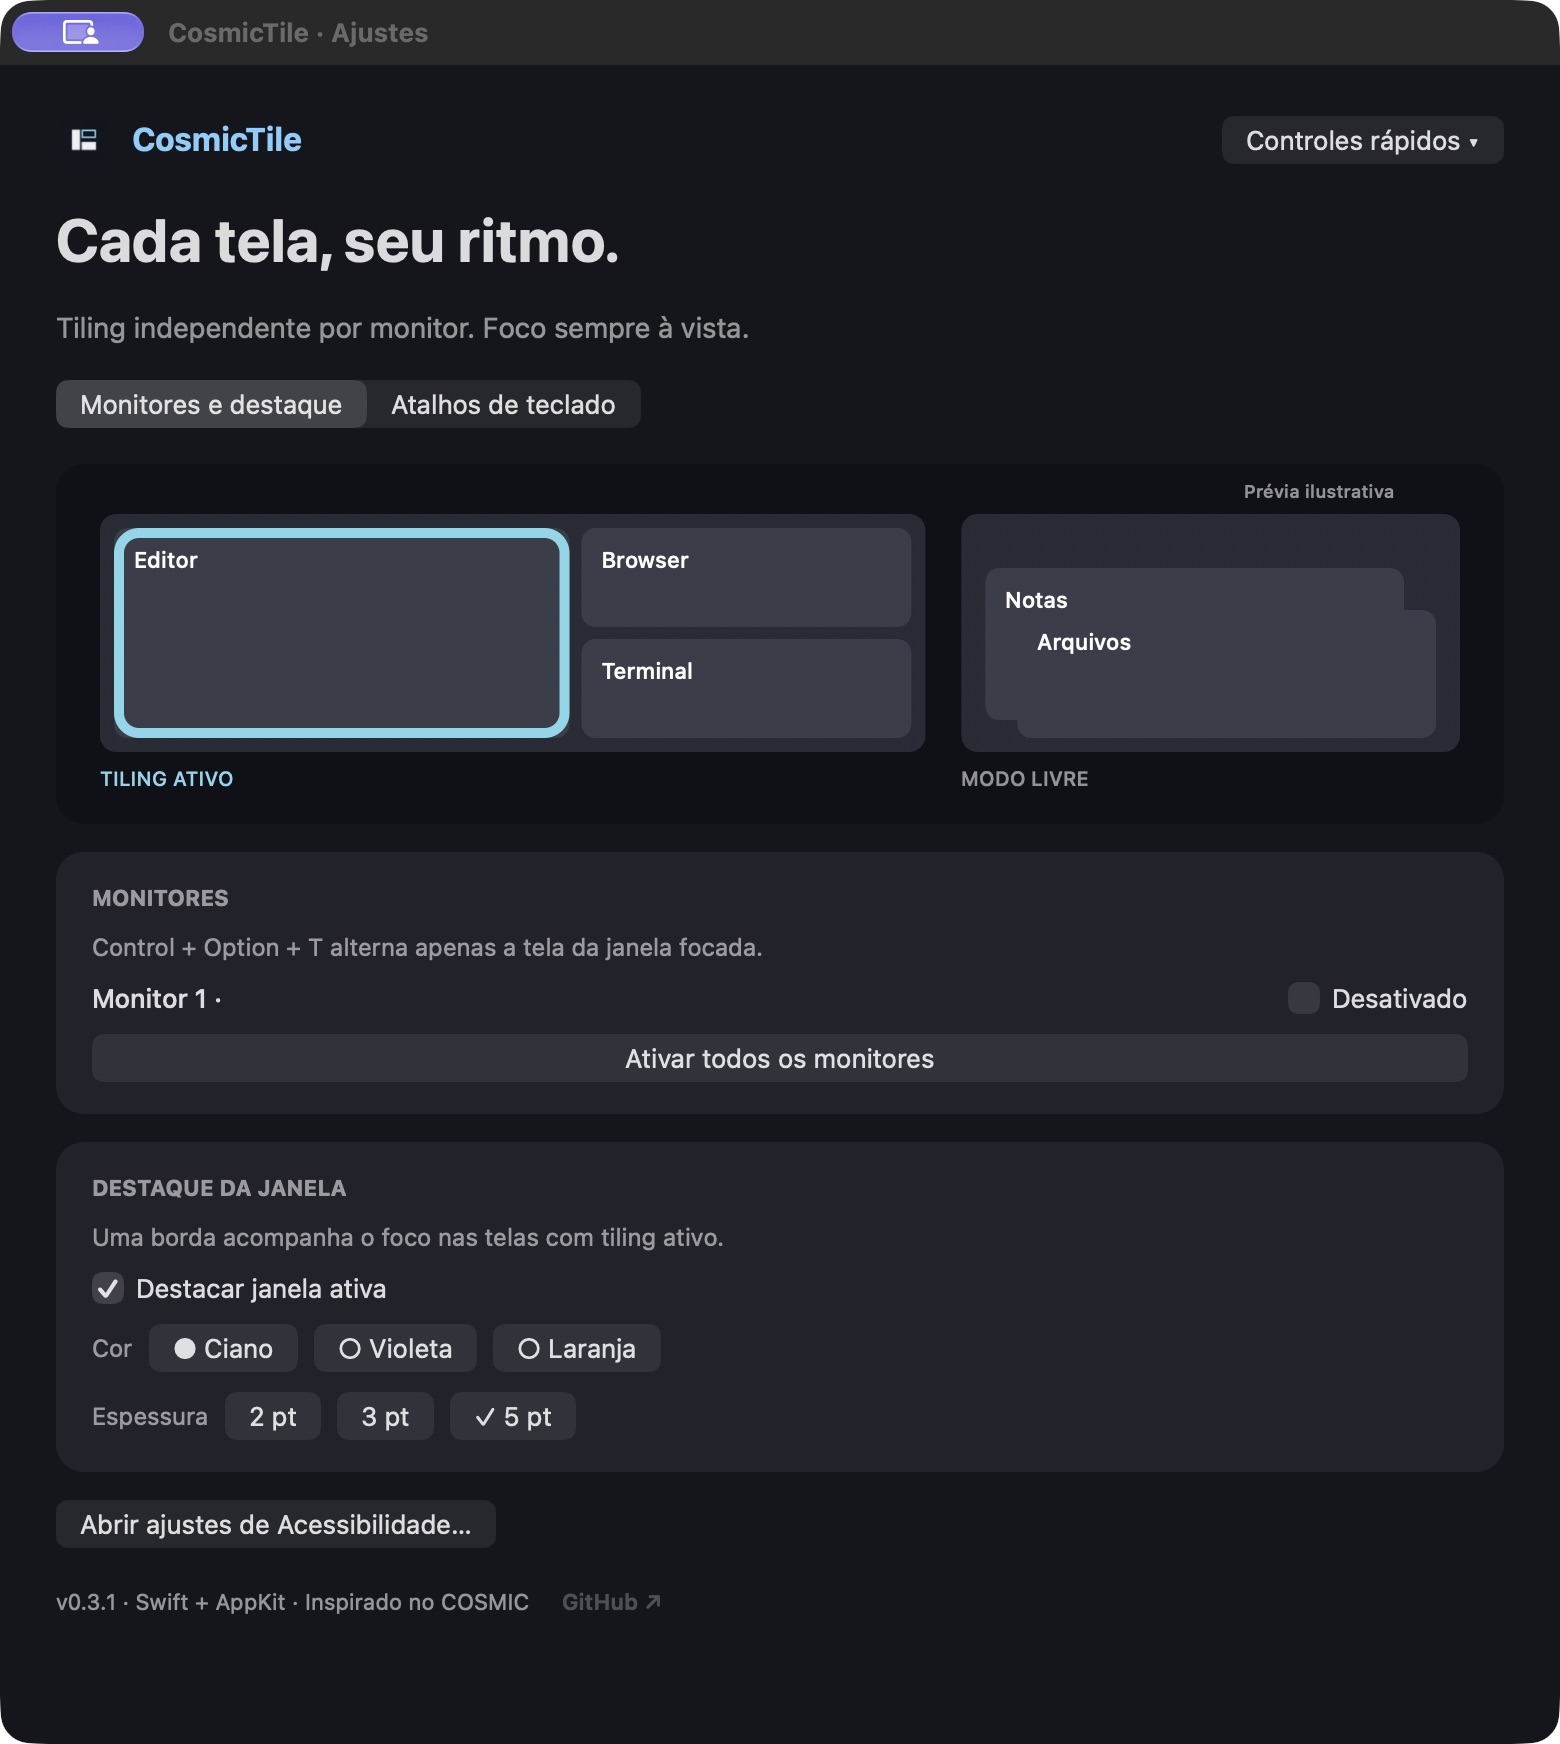 CosmicTile · Ajustes
CosmicTile
Controles rápidos ▾
Cada tela, seu ritmo.
Tiling independente por monitor. Foco sempre à vista.
Monitores e destaque
Atalhos de teclado
Prévia ilustrativa
Editor
Browser
Terminal
Notas
Arquivos
TILING ATIVO
MODO LIVRE
MONITORES
Control + Option + T alterna apenas a tela da janela focada.
Monitor 1 ·
Desativado
Ativar todos os monitores
DESTAQUE DA JANELA
Uma borda acompanha o foco nas telas com tiling ativo.
✓ Destacar janela ativa
Cor ● Ciano ○ Violeta ○ Laranja
Espessura 2 pt 3 pt ✓ 5 pt
Abrir ajustes de Acessibilidade...
v0.3.1 · Swift + AppKit · Inspirado no COSMIC GitHub ↗